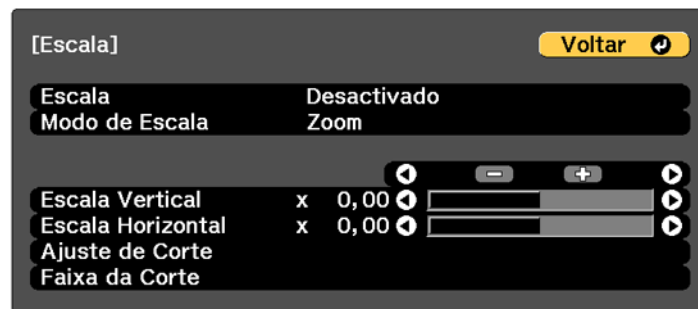 [Escala]
Voltar
Escala Desactivado
Modo de Escala Zoom
Escala Vertical x 0,00
Escala Horizontal x 0,00
Ajuste de Corte
Faixa da Corte